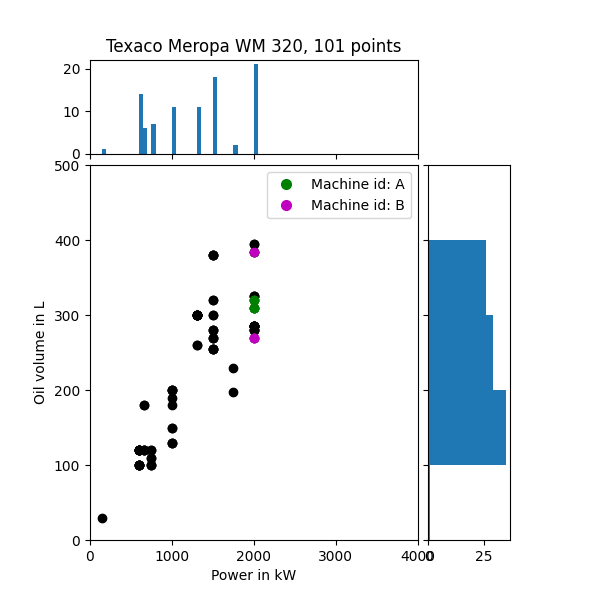 Texaco Meropa WM 320, 101 points
20
10
0
500
400
300
200
100
0
Oil volume in L
Machine id: A
Machine id: B
0 1000 2000 3000 4000
0 25
Power in kW